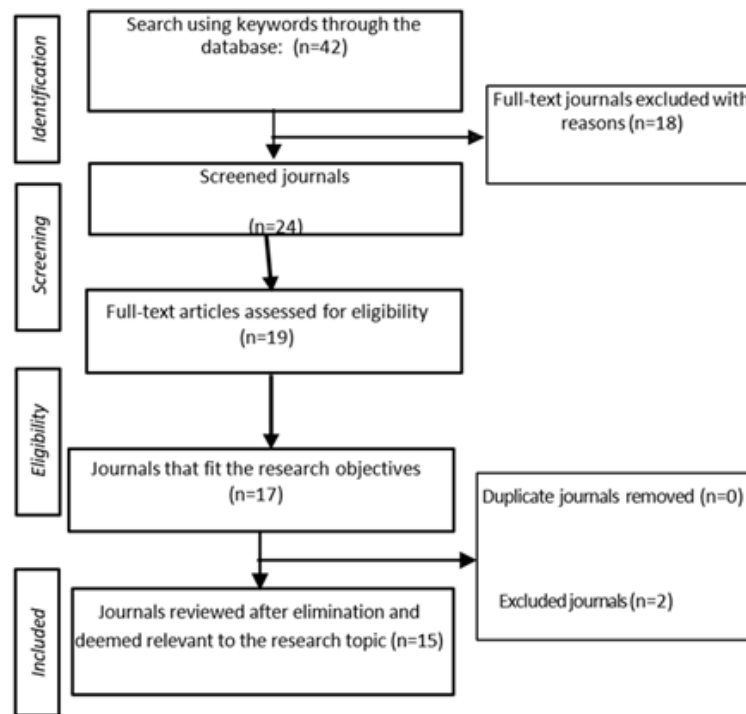 Identification
Search using keywords through the
database: (n=42)
Full-text journals excluded with
reasons (n=18)
Screening
Screened journals
(n=24)
Full-text articles assessed for eligibility
(n=19)
Eligibility
Journals that fit the research objectives
(n=17)
Duplicate journals removed (n=0)
Excluded journals (n=2)
Included
Journals reviewed after elimination and
deemed relevant to the research topic (n=15)